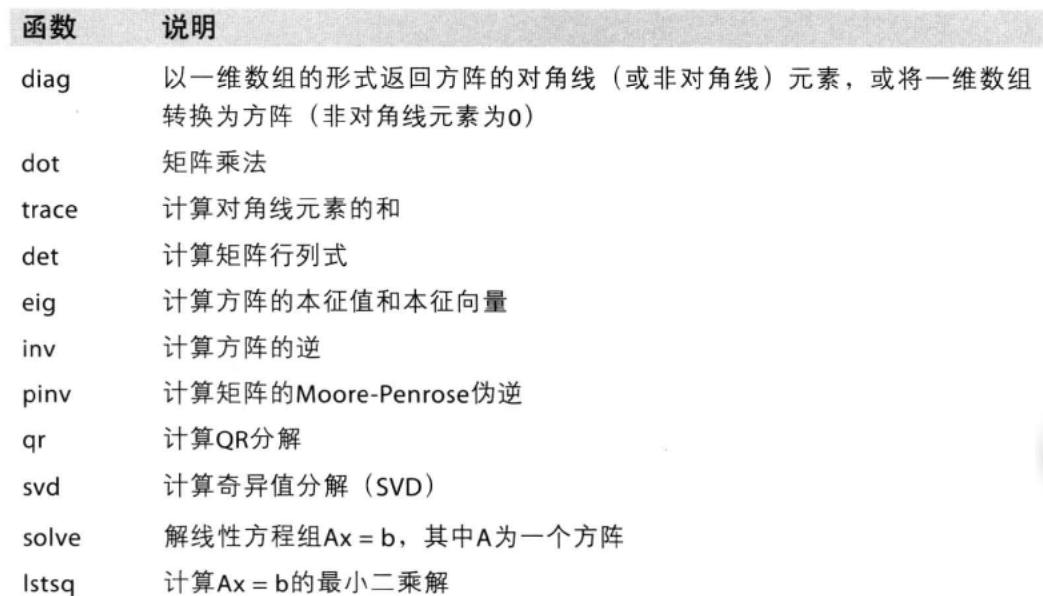 函数 说明
diag 以一维数组的形式返回方阵的对角线（或非对角线）元素，或将一维数组
转换为方阵（非对角线元素为0）
dot 矩阵乘法
trace 计算对角线元素的和
det 计算矩阵行列式
eig 计算方阵的本征值和本征向量
inv 计算方阵的逆
pinv 计算矩阵的Moore-Penrose伪逆
qr 计算QR分解
svd 计算奇异值分解（SVD）
solve 解线性方程组Ax = b，其中A为一个方阵
lstsq 计算Ax = b的最小二乘解